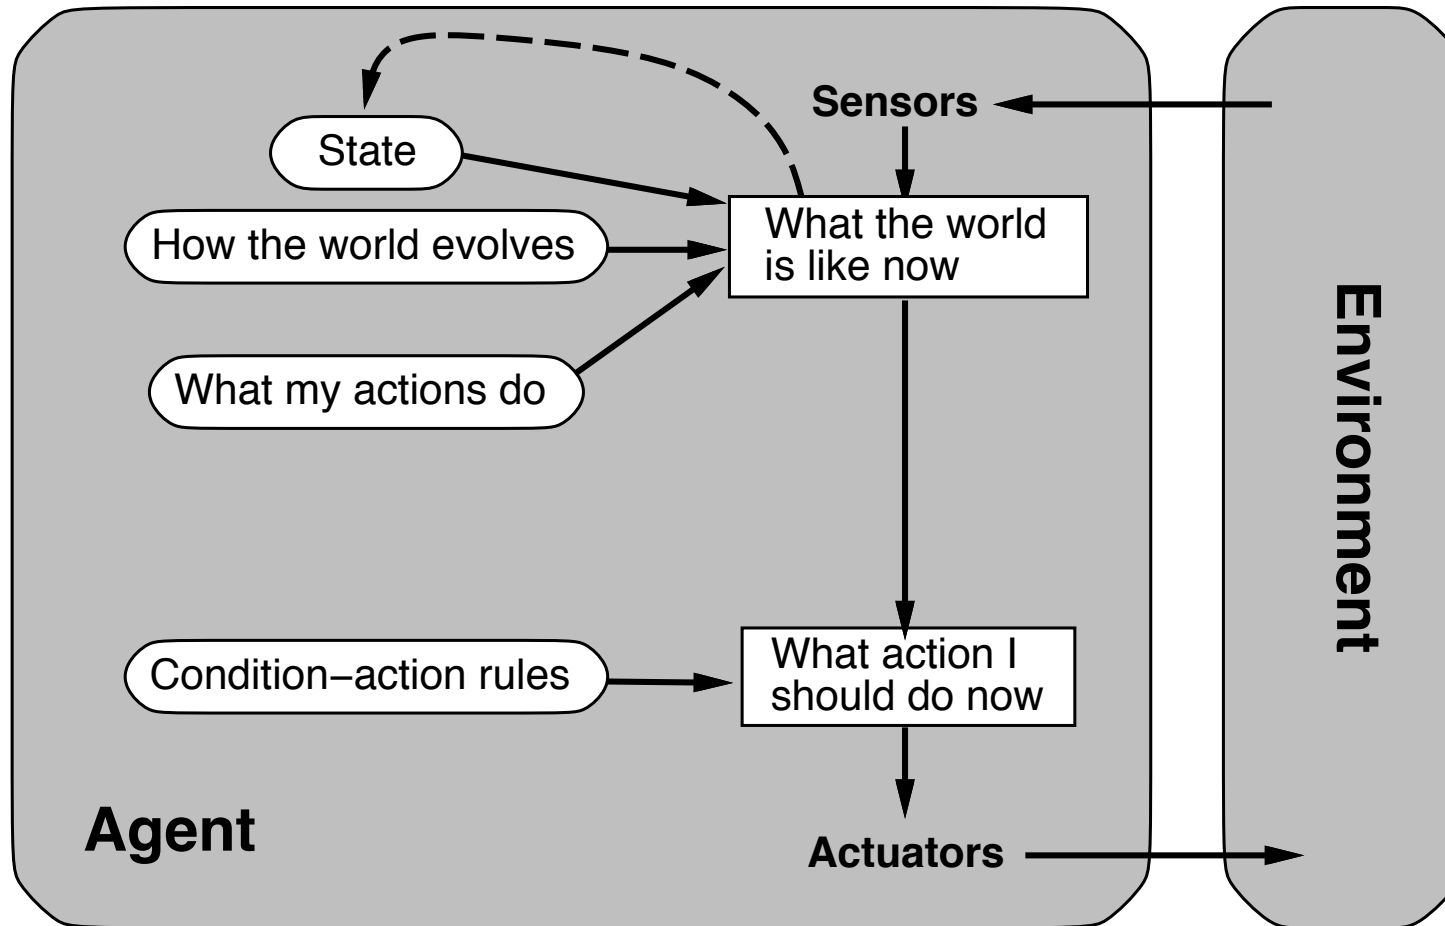 Sensors
State
What the world
is like now
How the world evolves
What my actions do
Environment
Condition−action rules
What action I
should do now
Agent
Actuators